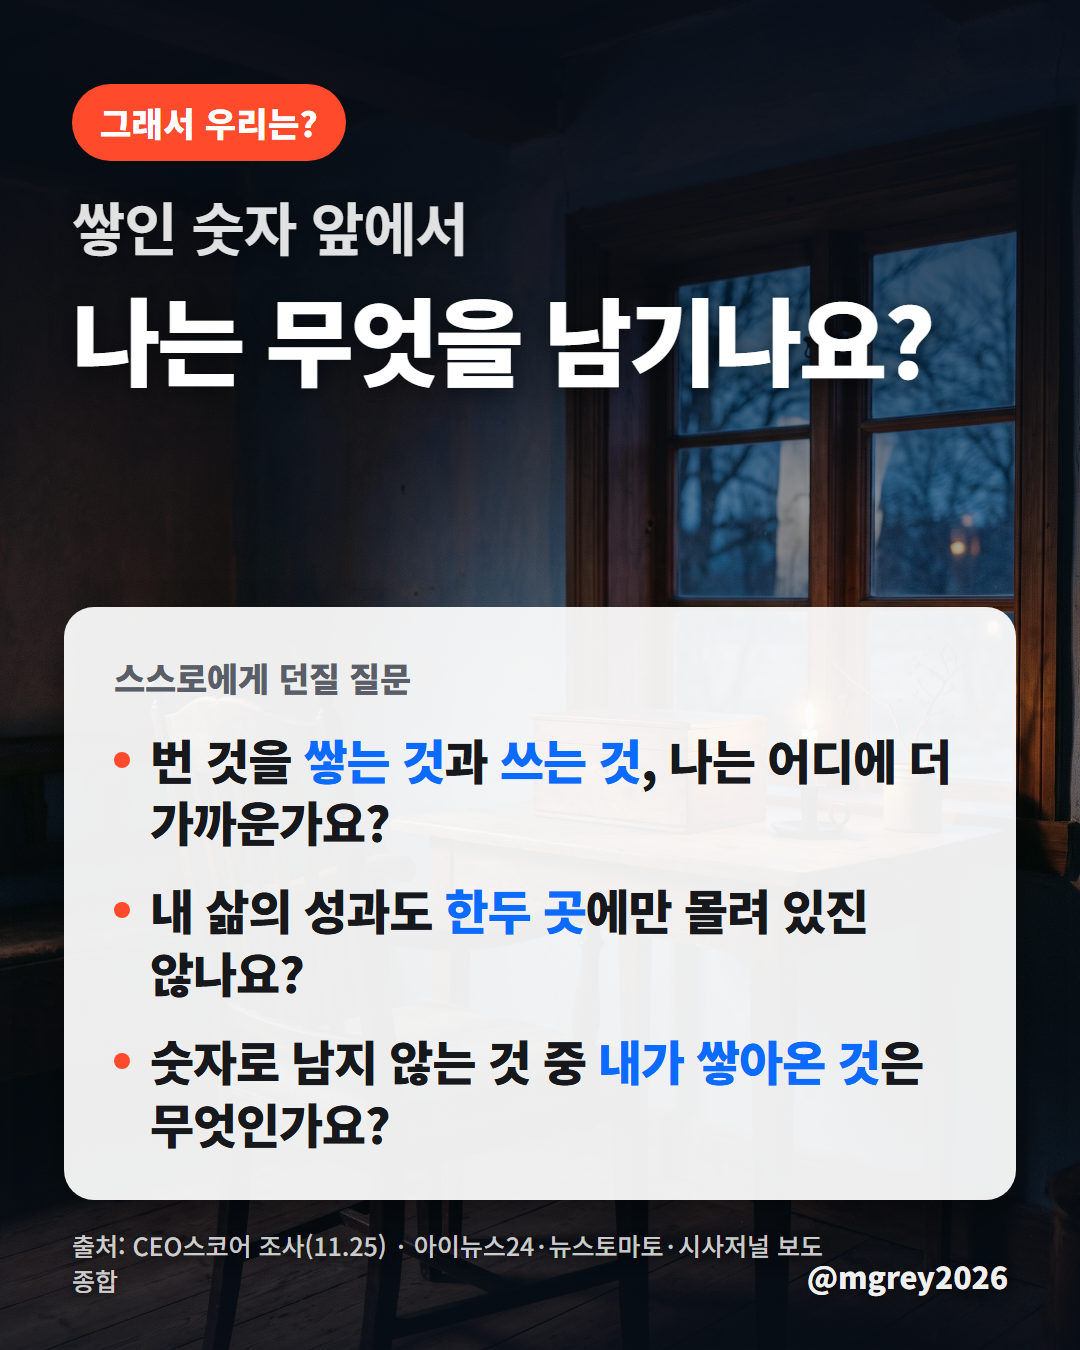 그래서 우리는?
쌓인 숫자 앞에서
나는 무엇을 남기나요?
스스로에게 던질 질문
번 것을 쌓는 것과 쓰는 것, 나는 어디에 더
가까운가요?
내 삶의 성과도 한두 곳에만 몰려 있진
않나요?
숫자로 남지 않는 것 중 내가 쌓아온 것은
무엇인가요?
출처: CEO스코어 조사(11.25) · 아이뉴스24·뉴스토마토·시사저널 보도
종합
@mgrey2026